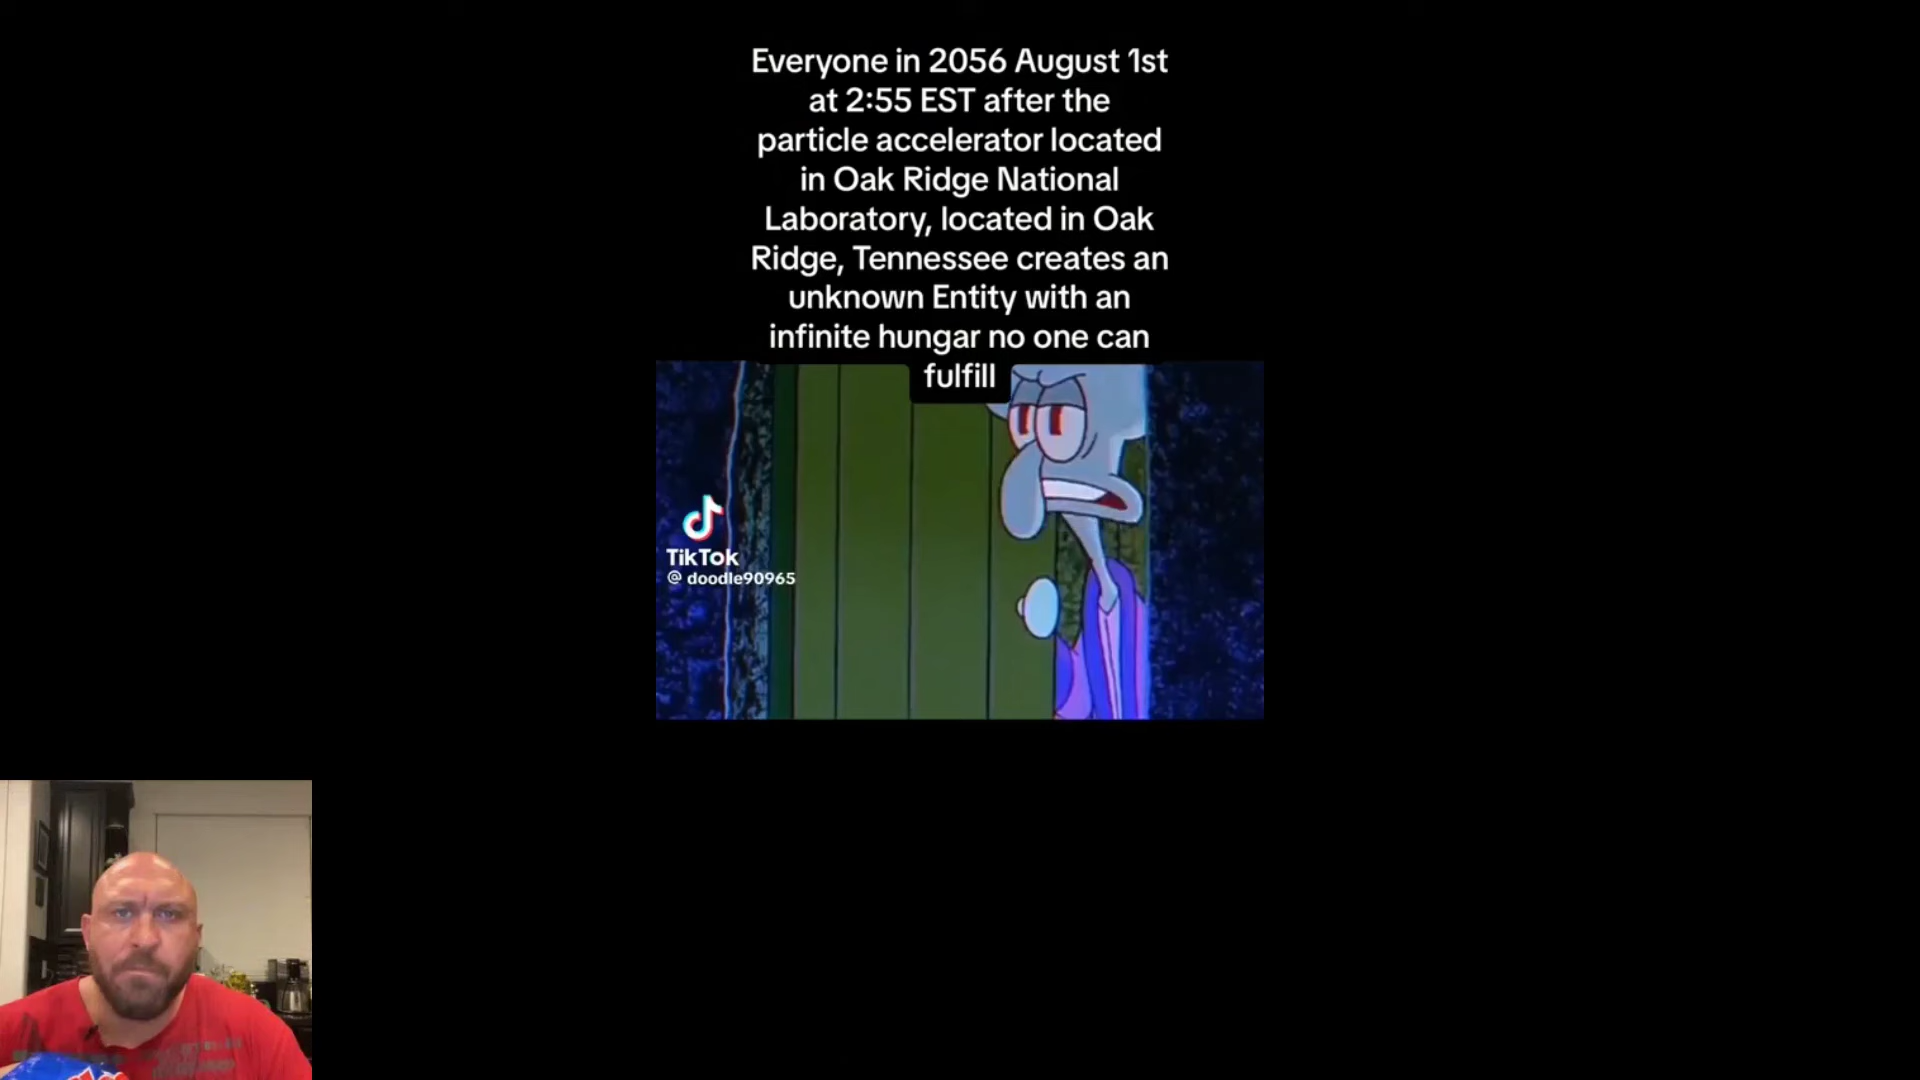 Everyone in 2056 August 1st
at 2:55 EST after the
particle accelerator located
in Oak Ridge National
Laboratory, located in Oak
Ridge, Tennessee creates an
unknown Entity with an
infinite hungar no one can
fulfill
TikTok
@ doodle90965